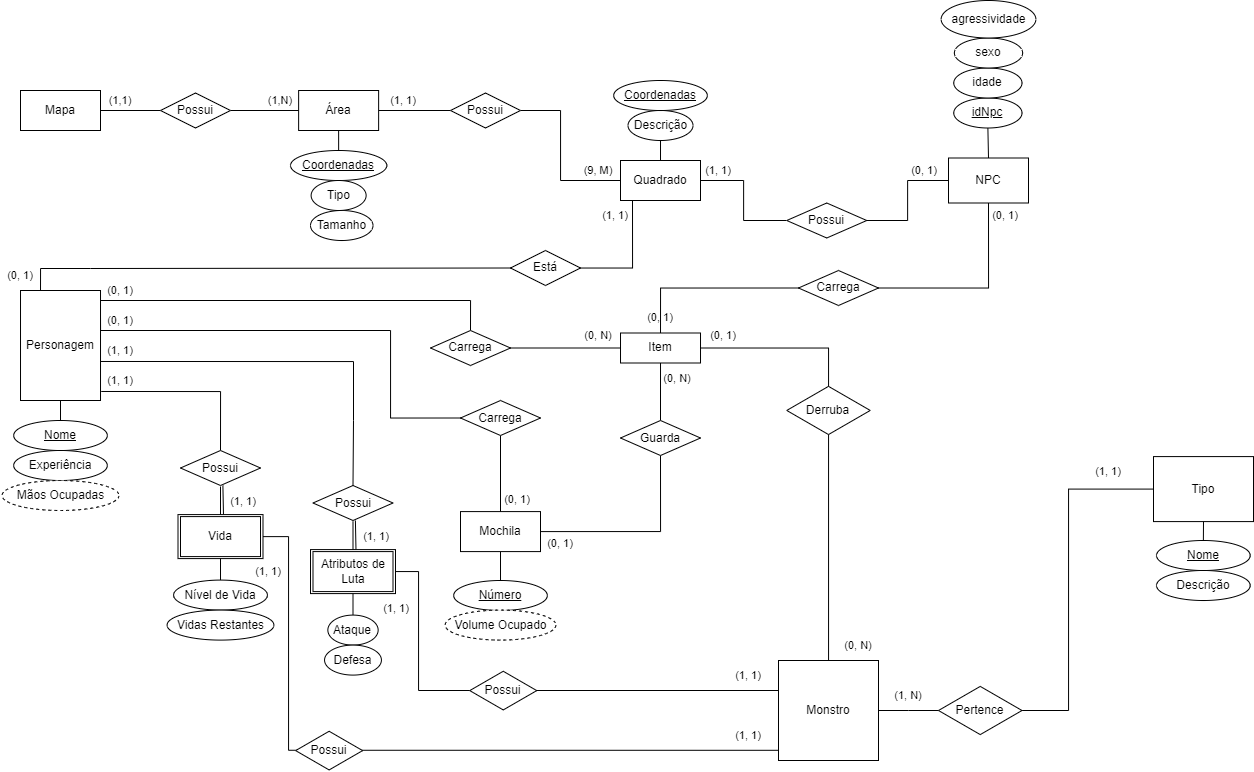 agressividade
sexo
idade
idNpc
Mapa
(1,1)
Possui
(1,N)
Área
(1, 1)
Possui
Coordenadas
Descrição
Coordenadas
Tipo
Tamanho
(9, M)
Quadrado
(1, 1)
(0, 1)
NPC
(1, 1)
Possui
(0, 1)
(0, 1)
Está
(0, 1)
Carrega
Personagem
(0, 1)
(0, 1)
(0, N)
Item
(0, 1)
(1, 1)
Carrega
(1, 1)
(0, N)
Carrega
Derruba
Guarda
Nome
Experiência
Mãos Ocupadas
Possui
Possui
(1, 1)
(0, 1)
(1, 1)
Tipo
Vida
(1, 1)
Mochila
(0, 1)
Nome
Descrição
(1, 1)
Atributos de
Luta
(1, 1)
Nível de Vida
Vidas Restantes
Número
Volume Ocupado
Ataque
Defesa
(0, N)
(1, 1)
Possui
Monstro
(1, N)
Pertence
(1, 1)
Possui